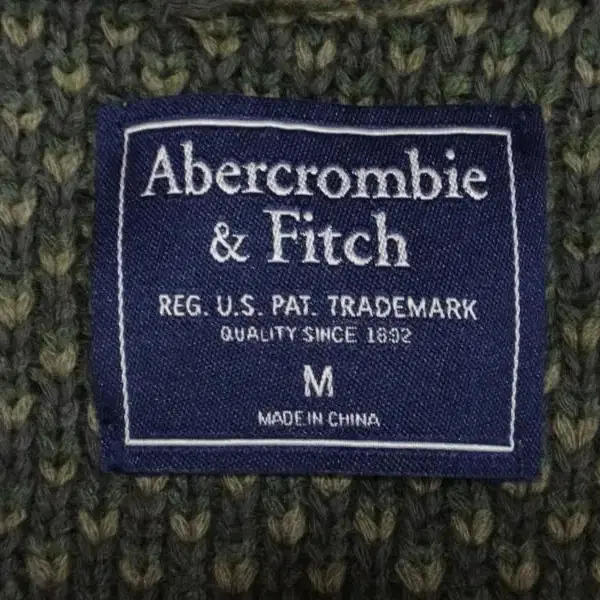 Abercrombie
& Fitch
REG. U.S. PAT. TRADEMARK
QUALITY SINCE 1892
M
MADE IN CHINA